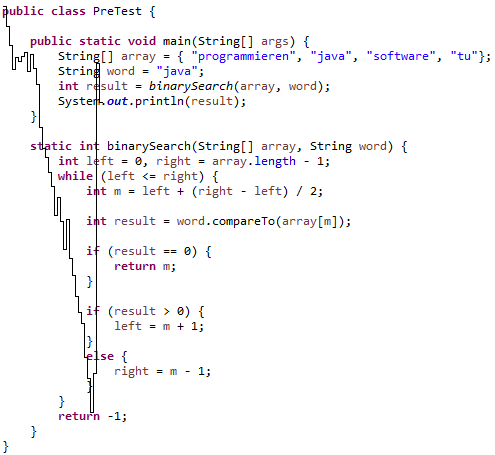 public class PreTest {
public static void main(String[] args) {
String[] array = { "programmieren", "java", "software", "tu"};
String word = "java";
int result = binarySearch(array, word);
System.out.println(result);
}
static int binarySearch(String[] array, String word) {
int left = 0, right = array.length - 1;
while (left <= right) {
int m = left + (right - left) / 2;
int result = word.compareTo(array[m]);
if (result == 0) {
return m;
}
if (result > 0) {
left = m + 1;
}
else {
right = m - 1;
}
}
return -1;
}
}